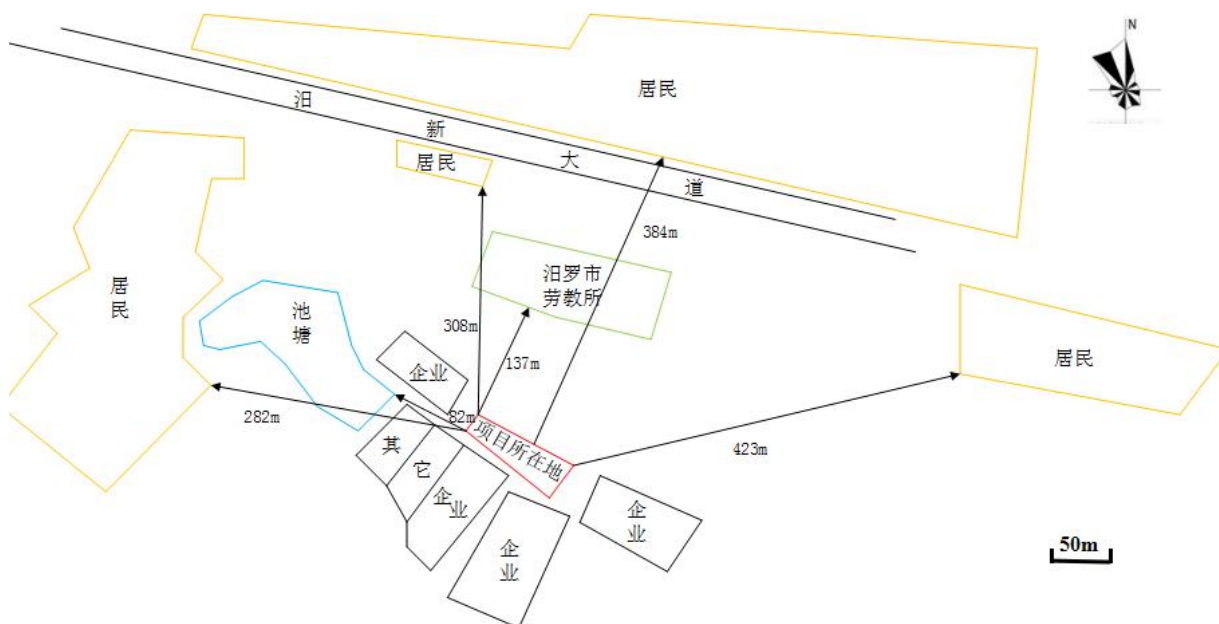 N
居民
汨
新
大
道
居民
384m
居
民
汨罗市
劳教所
池
塘
308m
137m
居民
企业
282m
82m
项目所在地
423m
其
它
企
业
企
业
企
业
50m